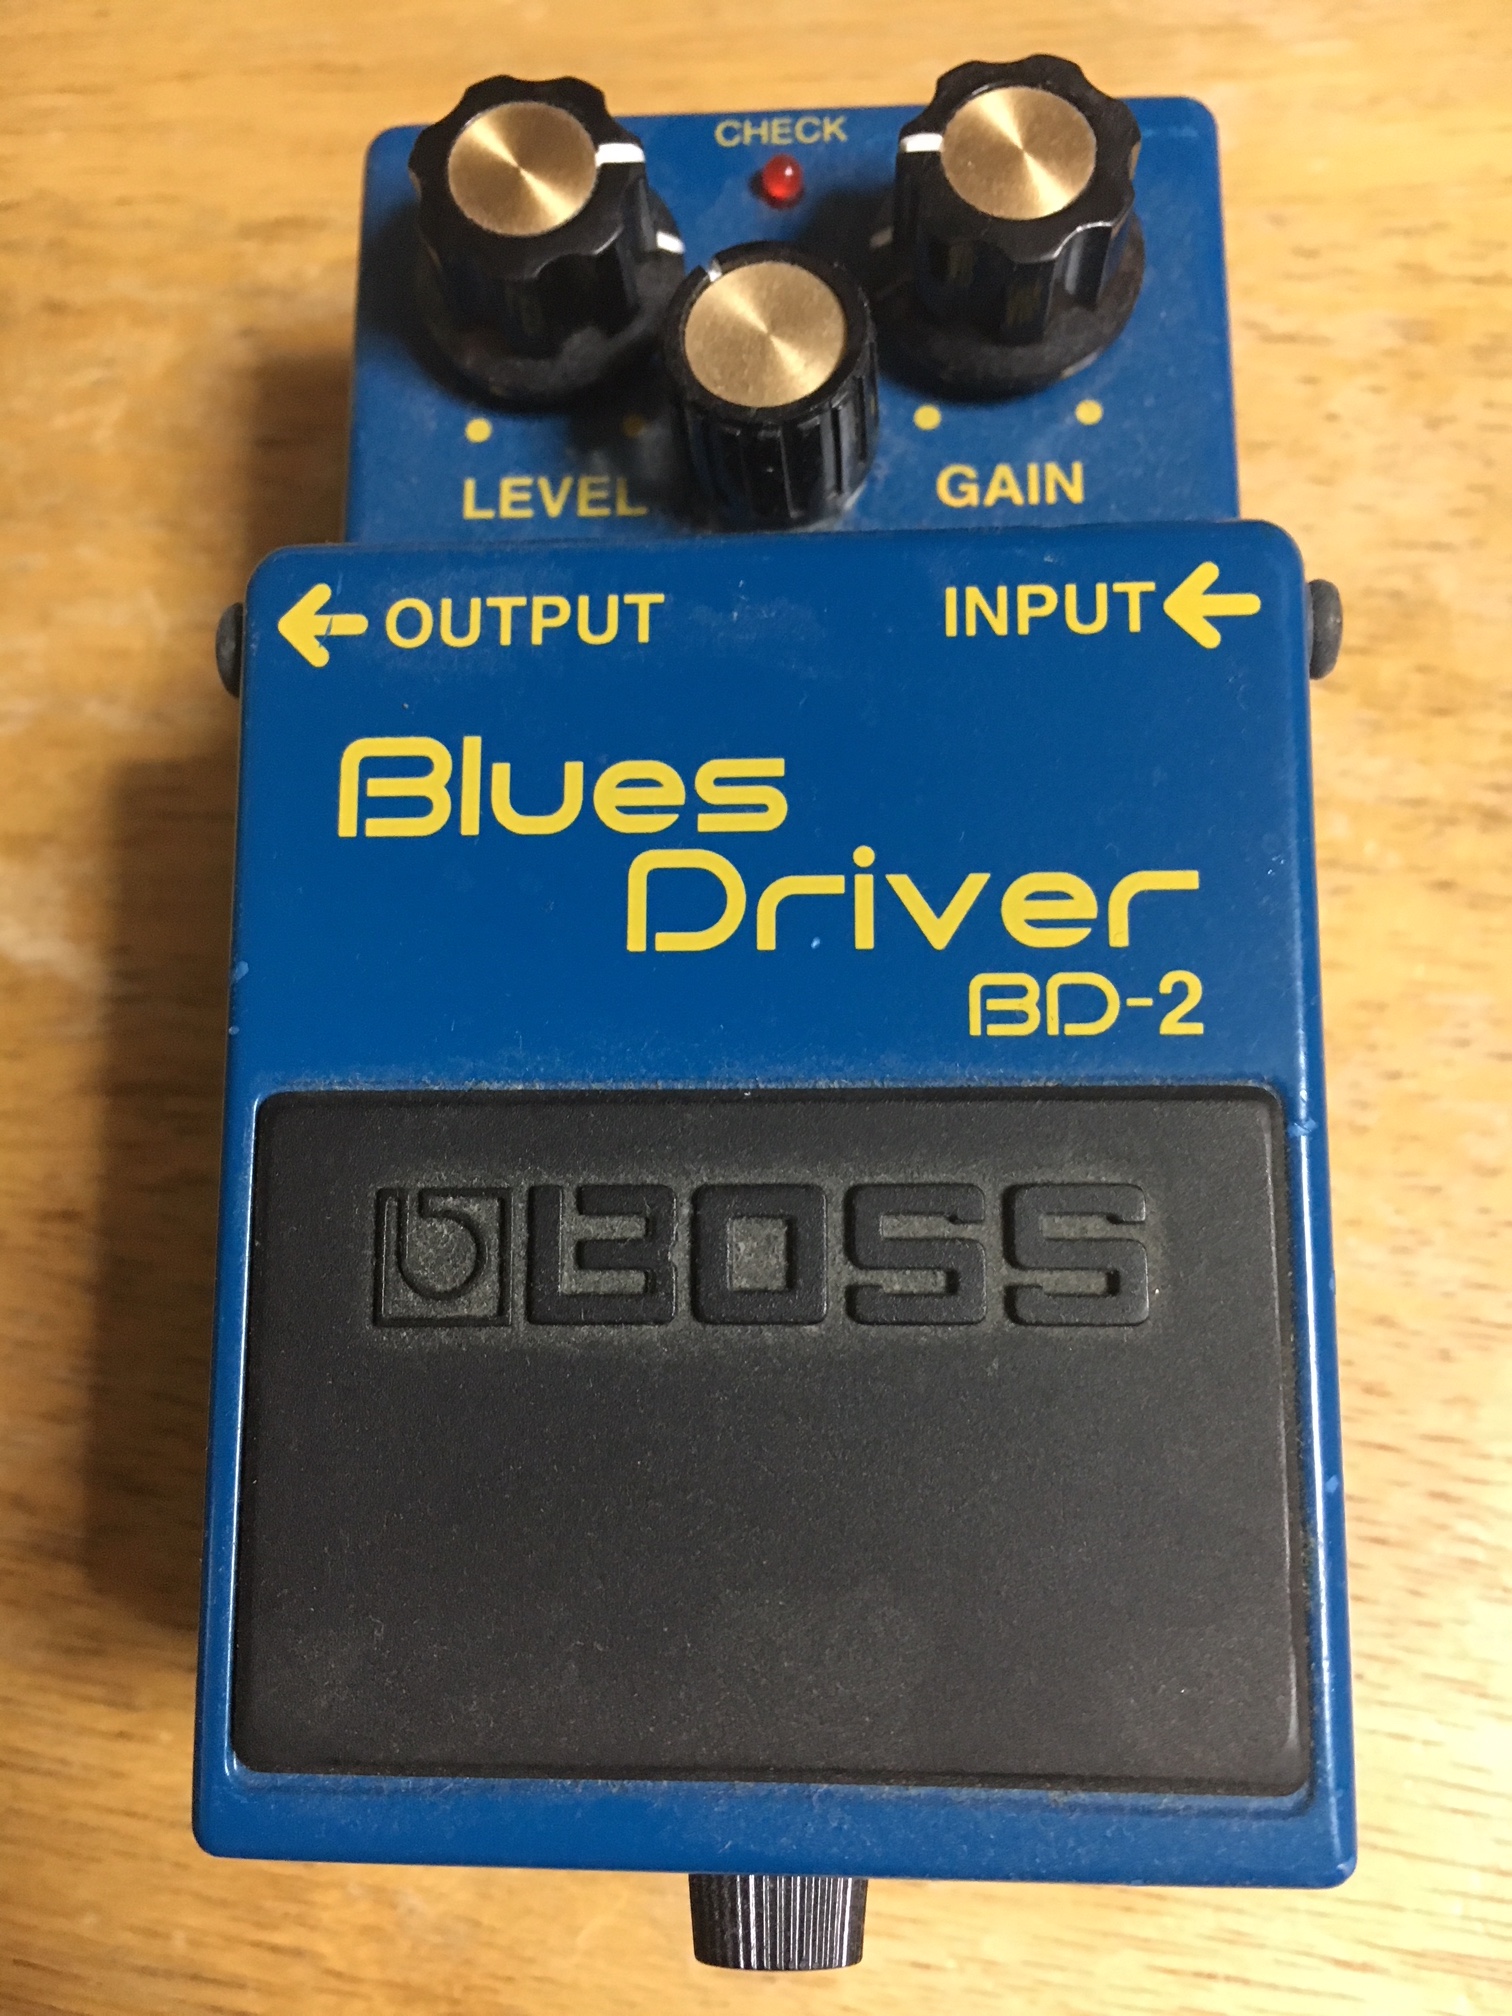 CHECK
LEVEL GAIN
← OUTPUT INPUT ←
Blues
Driver
BD-2
BOSS